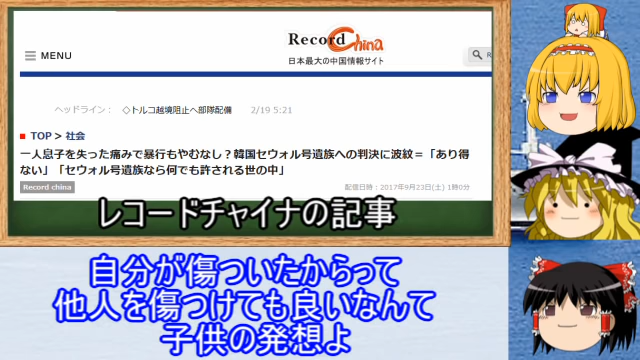 Record China
日本最大の中国情報サイト
MENU
R
ヘッドライン： ◇トルコ越境阻止へ部隊配備 2/19 5:21
TOP > 社会
一人息子を失った痛みで暴行もやむなし？韓国セウォル号遺族への判決に波紋＝「あり得
ない」「セウォル号遺族なら何でも許される世の中」
Record china
配信日時：2017年9月23日(土) 1時0分
レコードチャイナの記事
自分が傷ついたからって
他人を傷つけても良いなんて
子供の発想よ